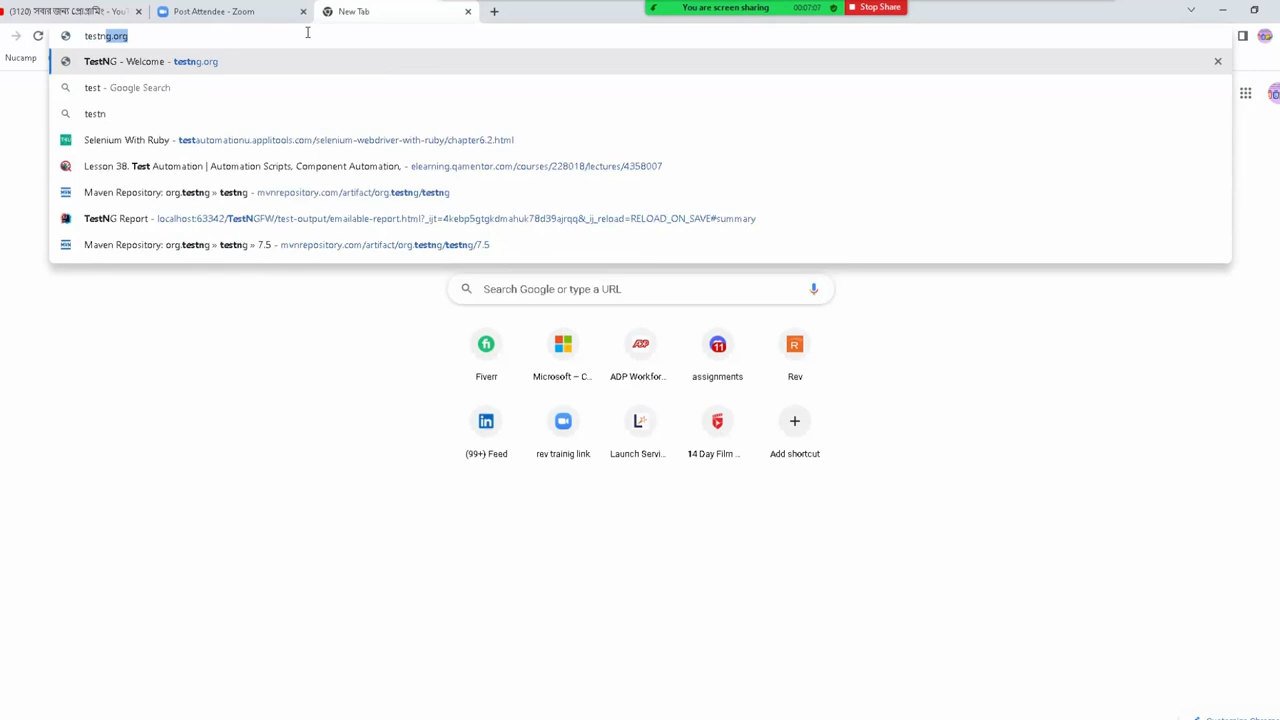 (120) সবার জন্য প্রোগ্রামিং - You
Post Attendee - Zoom
New Tab
You are screen sharing
00:07:07
Stop Share
testng.org
Nucamp
TestNG - Welcome - testng.org
test - Google Search
testn
Selenium With Ruby - testautomationu.applitools.com/selenium-webdriver-with-ruby/chapter6.2.html
Lesson 38. Test Automation | Automation Scripts, Component Automation, - elearning.qamentor.com/courses/228018/lectures/4358007
Maven Repository: org.testng » testng - mvnrepository.com/artifact/org.testng/testng
TestNG Report - localhost:63342/TestNGFW/test-output/emailable-report.html?_ijt=4kebp5gtgkdmahuk78d39ajrqq&_ij_reload=RELOAD_ON_SAVE#summary
Maven Repository: org.testng » testng » 7.5 - mvnrepository.com/artifact/org.testng/testng/7.5
Search Google or type a URL
Fiverr
Microsoft – C...
ADP Workfor...
11
assignments
R
Rev
(99+) Feed
rev trainig link
Launch Servi...
14 Day Film ...
Add shortcut